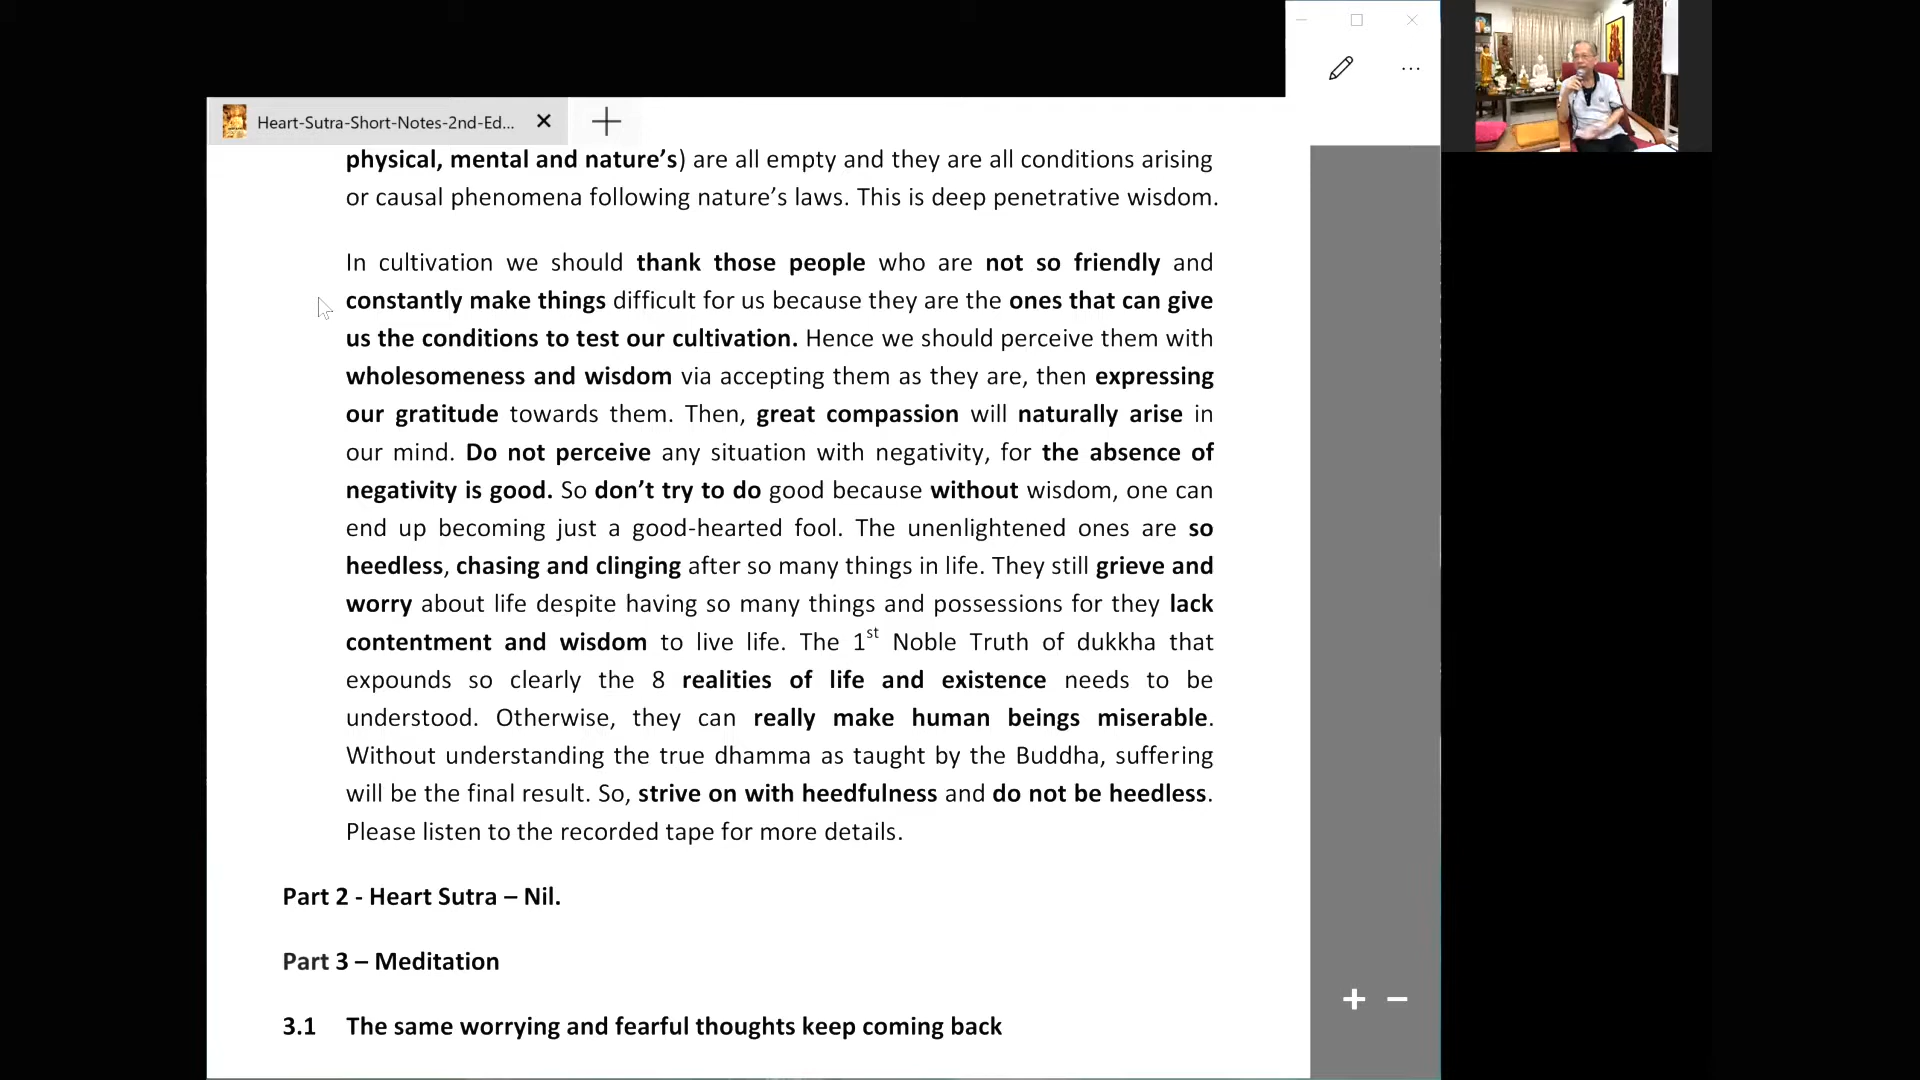 Heart-Sutra-Short-Notes-2nd-Ed...
physical, mental and nature’s) are all empty and they are all conditions arising
or causal phenomena following nature’s laws. This is deep penetrative wisdom.
In cultivation we should thank those people who are not so friendly and
constantly make things difficult for us because they are the ones that can give
us the conditions to test our cultivation. Hence we should perceive them with
wholesomeness and wisdom via accepting them as they are, then expressing
our gratitude towards them. Then, great compassion will naturally arise in
our mind. Do not perceive any situation with negativity, for the absence of
negativity is good. So don’t try to do good because without wisdom, one can
end up becoming just a good-hearted fool. The unenlightened ones are so
heedless, chasing and clinging after so many things in life. They still grieve and
worry about life despite having so many things and possessions for they lack
contentment and wisdom to live life. The 1st Noble Truth of dukkha that
expounds so clearly the 8 realities of life and existence needs to be
understood. Otherwise, they can really make human beings miserable.
Without understanding the true dhamma as taught by the Buddha, suffering
will be the final result. So, strive on with heedfulness and do not be heedless.
Please listen to the recorded tape for more details.
Part 2 - Heart Sutra – Nil.
Part 3 – Meditation
3.1 The same worrying and fearful thoughts keep coming back